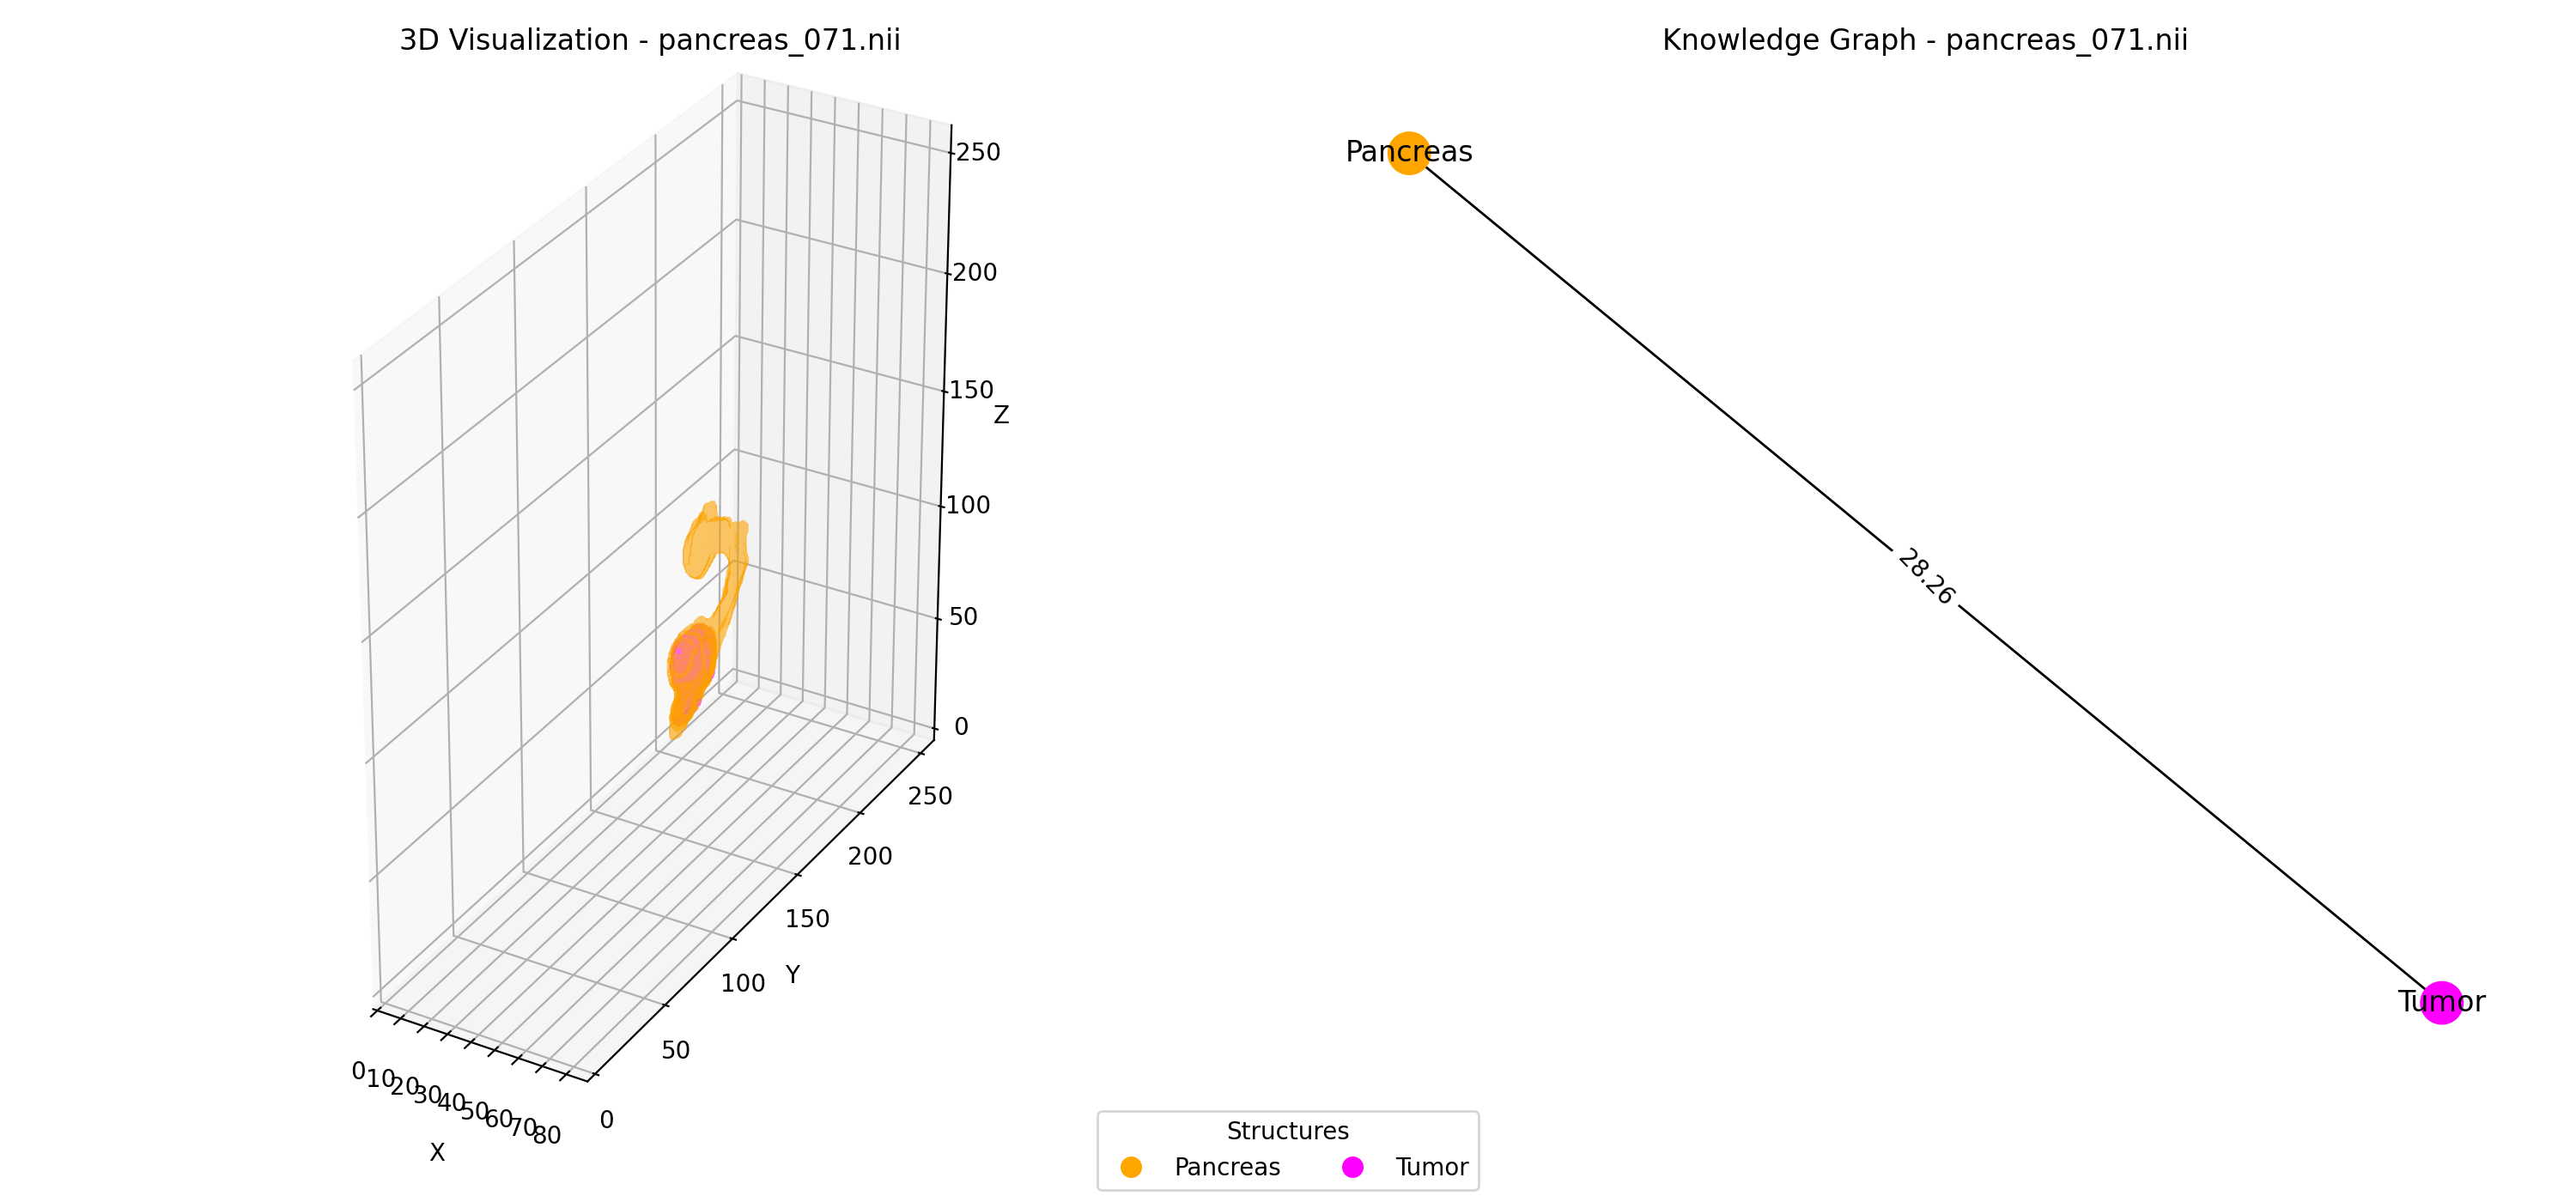 3D Visualization - pancreas_071.nii
250
200
150
Z
100
50
0
250
200
150
100
Y
50
0
0
10
20
30
40
50
60
70
80
X
Knowledge Graph - pancreas_071.nii
Pancreas
28.26
Tumor
Structures
Pancreas Tumor